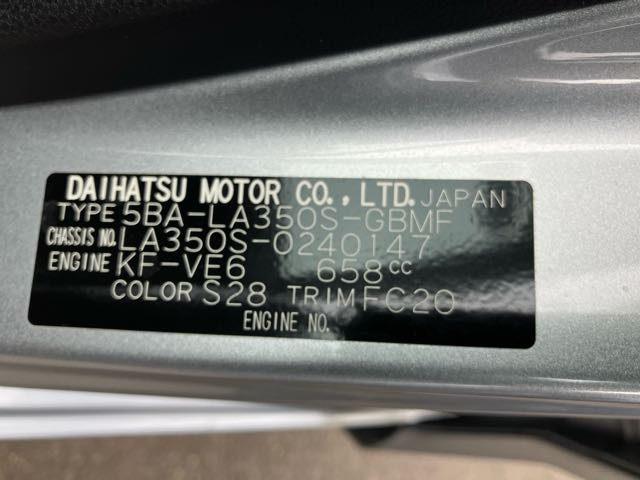 DAIHATSU MOTOR CO., LTD. JAPAN
TYPE 5BA-LA350S-GBMF
CHASSIS NO. LA350S-0240147
ENGINE KF-VE6 658cc
COLOR S28 TRIM FC20
ENGINE NO.